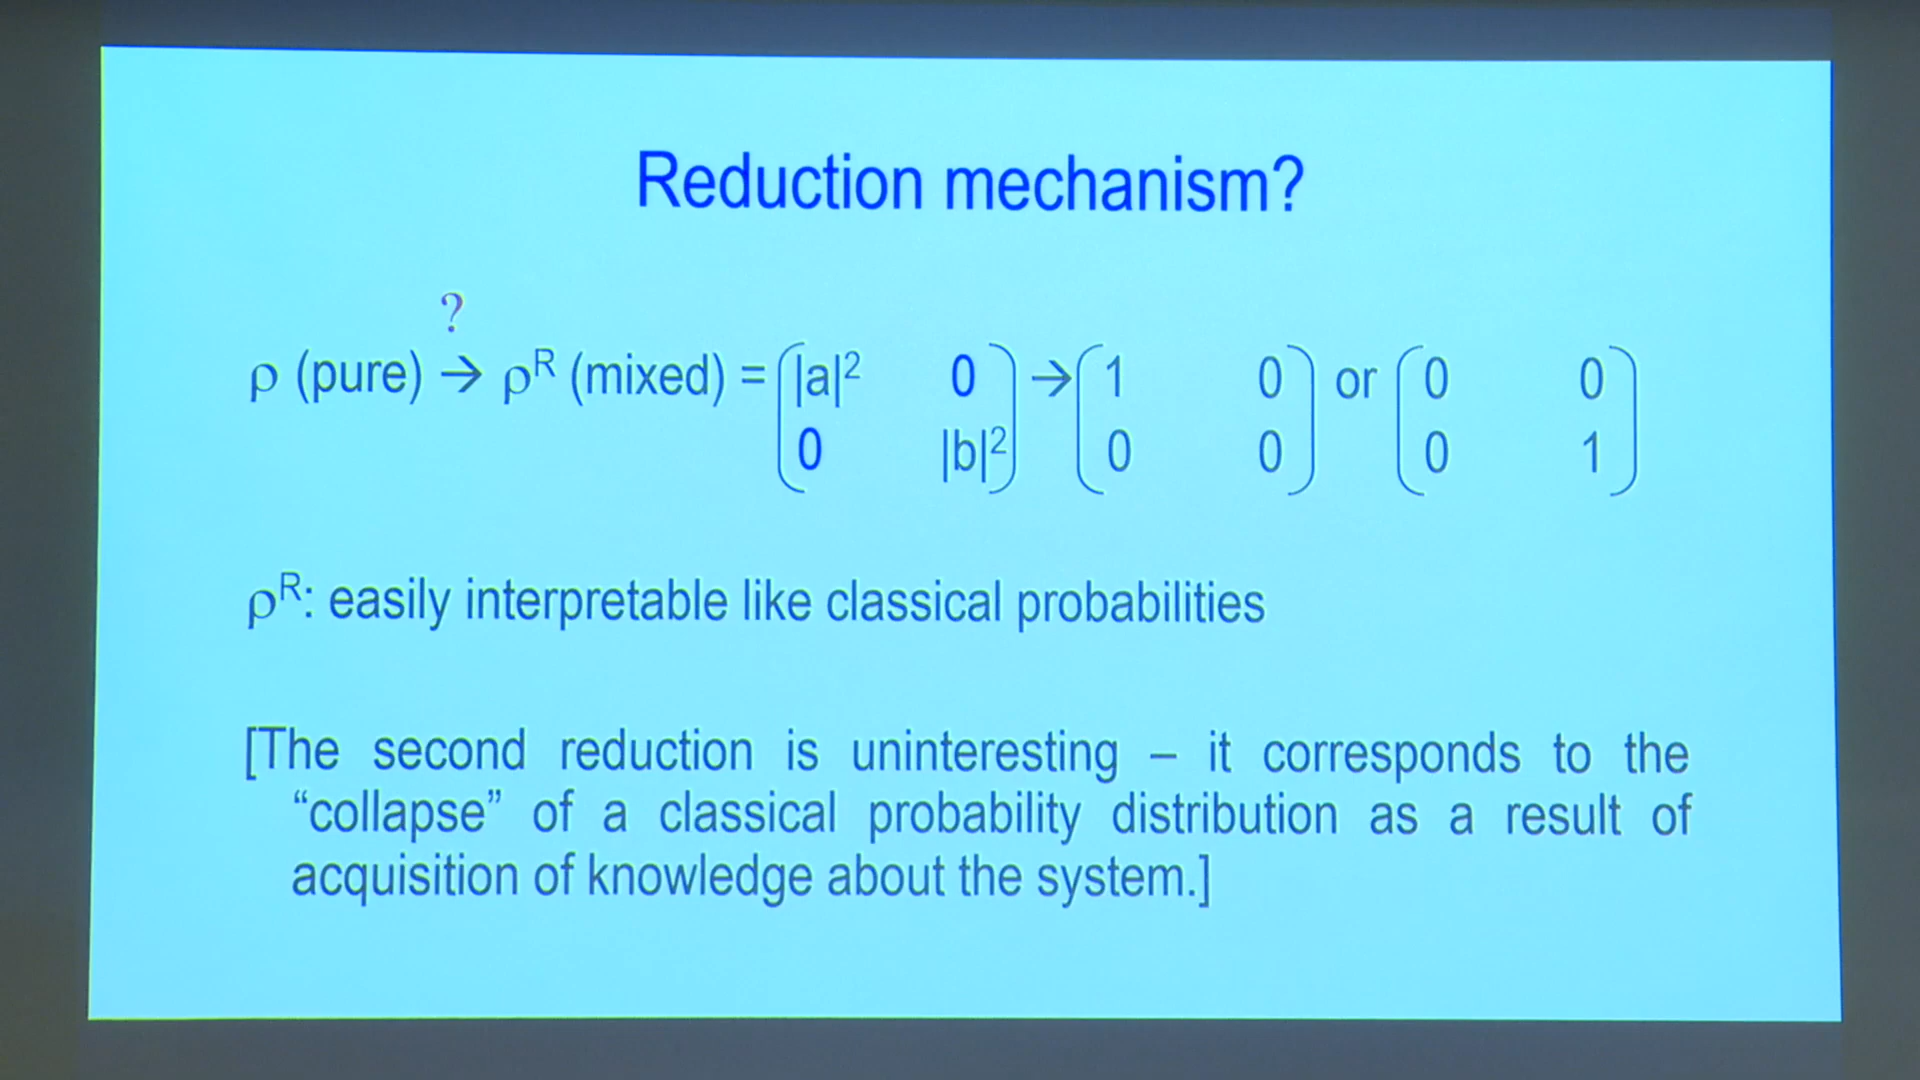 Reduction mechanism?
?
ρ (pure) → ρᴿ (mixed) = (|a|² 0) → (1 0) or (0 0)
(0 |b|²) (0 0) (0 1)
ρᴿ: easily interpretable like classical probabilities
[The second reduction is uninteresting – it corresponds to the
“collapse” of a classical probability distribution as a result of
acquisition of knowledge about the system.]